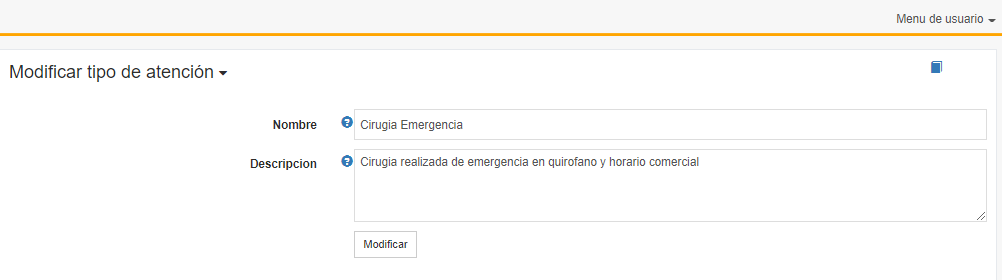 Menu de usuario
Modificar tipo de atención
Nombre
Cirugia Emergencia
Descripcion
Cirugia realizada de emergencia en quirofano y horario comercial
Modificar